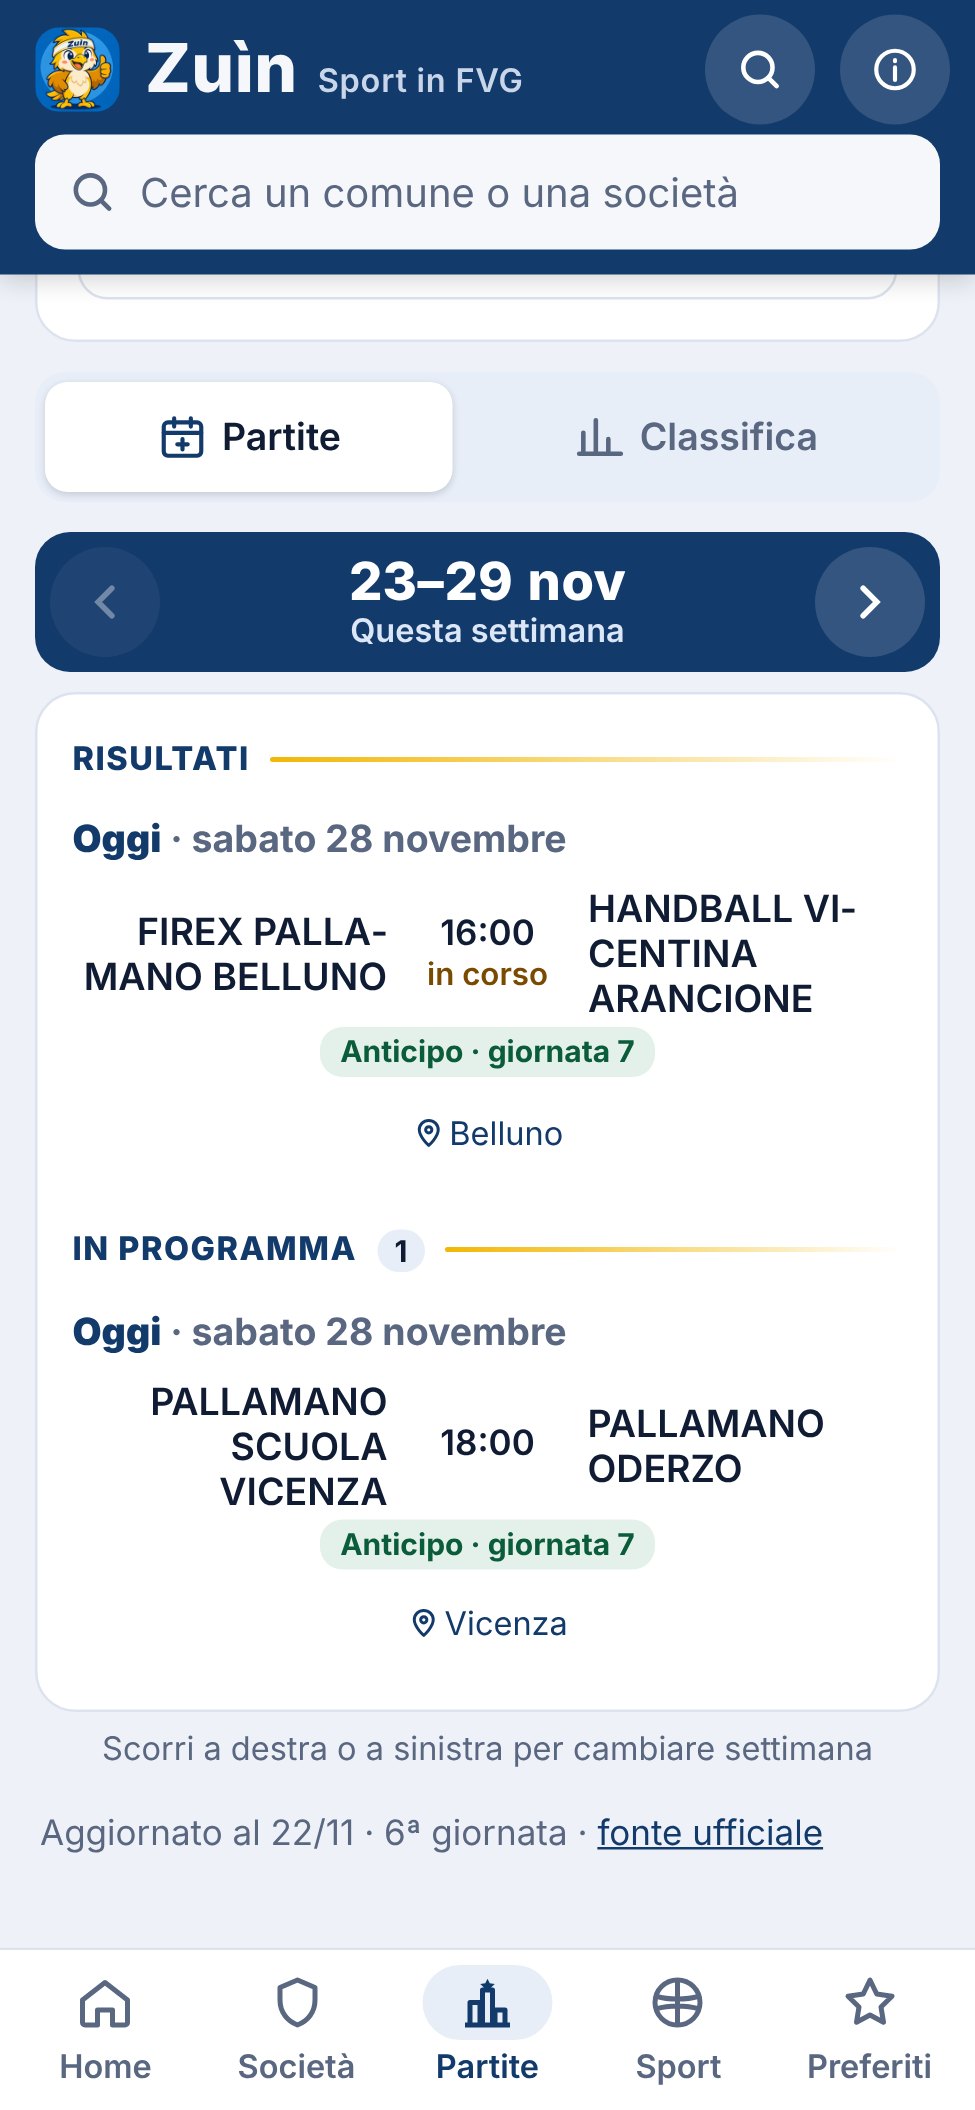 Zuìn
Zuìn Sport in FVG
Cerca un comune o una società
Partite
Classifica
23–29 nov
Questa settimana
RISULTATI
Oggi · sabato 28 novembre
FIREX PALLA-
MANO BELLUNO
16:00
in corso
HANDBALL VI-
CENTINA
ARANCIONE
Anticipo · giornata 7
Belluno
IN PROGRAMMA 1
Oggi · sabato 28 novembre
PALLAMANO
SCUOLA
VICENZA
18:00
PALLAMANO
ODERZO
Anticipo · giornata 7
Vicenza
Scorri a destra o a sinistra per cambiare settimana
Aggiornato al 22/11 · 6ª giornata · fonte ufficiale
Home
Società
Partite
Sport
Preferiti